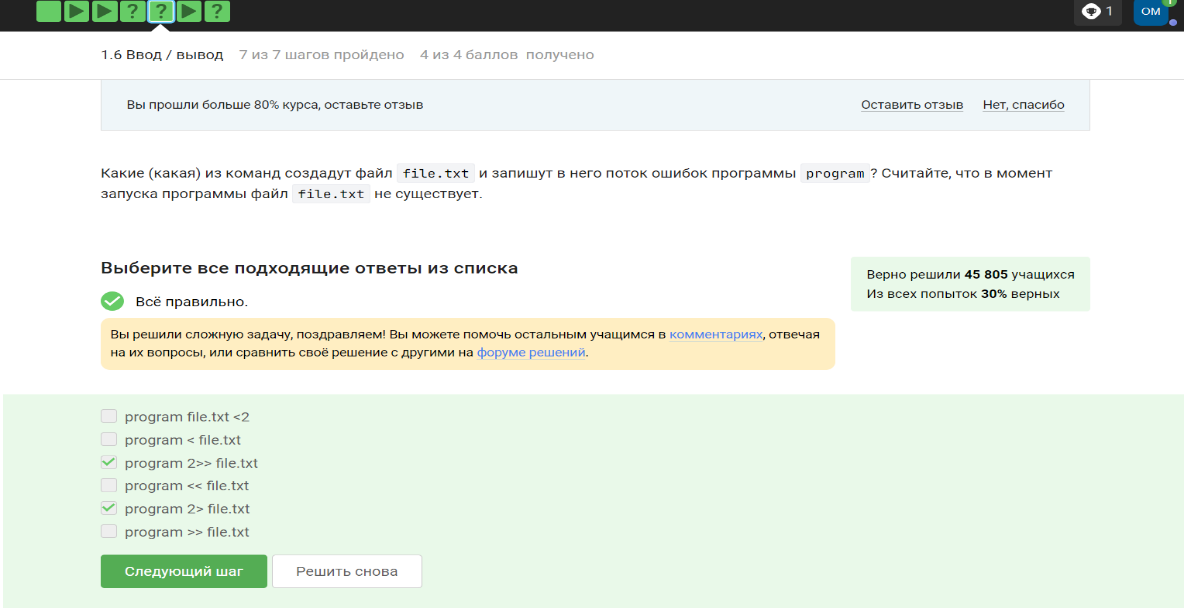 ? ? ? 1 ОМ 1
1.6 Ввод / вывод 7 из 7 шагов пройдено 4 из 4 баллов получено
Вы прошли больше 80% курса, оставьте отзыв Оставить отзыв Нет, спасибо
Какие (какая) из команд создадут файл file.txt и запишут в него поток ошибок программы program? Считайте, что в момент
запуска программы файл file.txt не существует.
Выберите все подходящие ответы из списка
Верно решили 45 805 учащихся
Из всех попыток 30% верных
Всё правильно.
Вы решили сложную задачу, поздравляем! Вы можете помочь остальным учащимся в комментариях, отвечая
на их вопросы, или сравнить своё решение с другими на форуме решений.
program file.txt <2
program < file.txt
program 2>> file.txt
program << file.txt
program 2> file.txt
program >> file.txt
Следующий шаг Решить снова